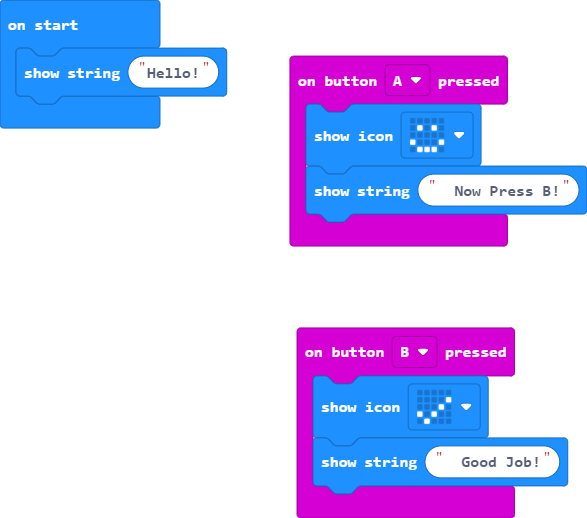 on start
show string "Hello!"
on button A pressed
show icon
show string " Now Press B!"
on button B pressed
show icon
show string " Good Job!"